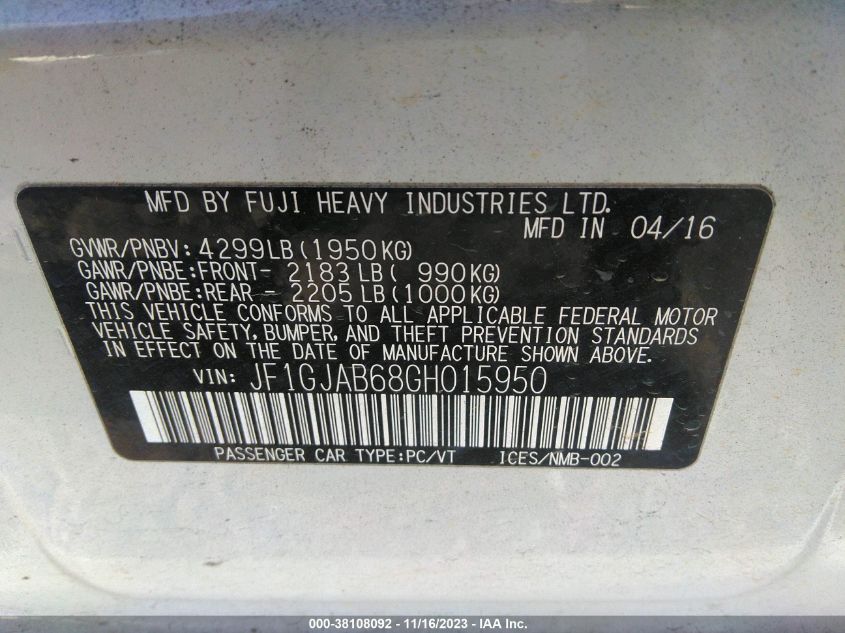 MFD BY FUJI HEAVY INDUSTRIES LTD.
MFD IN 04/16
GVWR/PNBV: 4299LB(1950KG)
GAWR/PNBE:FRONT- 2183LB( 990KG)
GAWR/PNBE:REAR - 2205LB(1000KG)
THIS VEHICLE CONFORMS TO ALL APPLICABLE FEDERAL MOTOR
VEHICLE SAFETY, BUMPER, AND THEFT PREVENTION STANDARDS
IN EFFECT ON THE DATE OF MANUFACTURE SHOWN ABOVE.
VIN: JF1GJAB68GH015950
PASSENGER CAR TYPE:PC/VT ICES/NMB-002
000-38108092 - 11/16/2023 - IAA Inc.